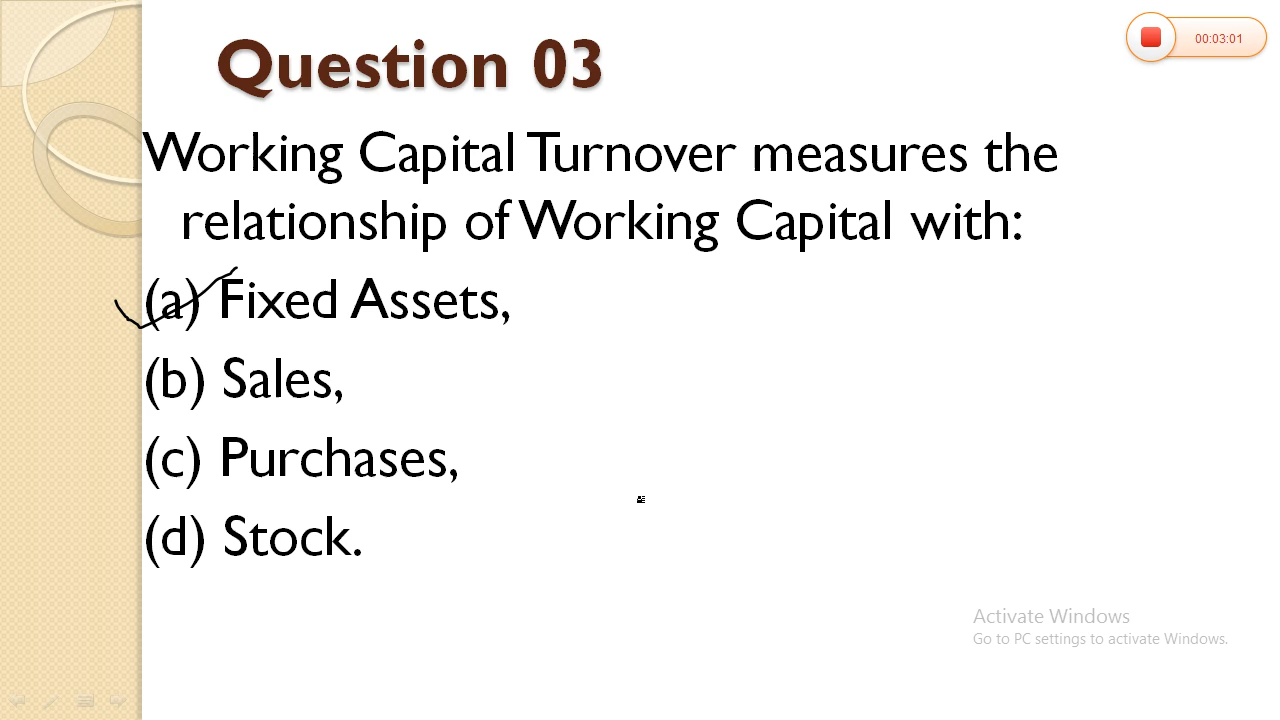 Question 03
00:03:01
Working Capital Turnover measures the
relationship of Working Capital with:
(a) Fixed Assets,
(b) Sales,
(c) Purchases,
(d) Stock.
Activate Windows
Go to PC settings to activate Windows.